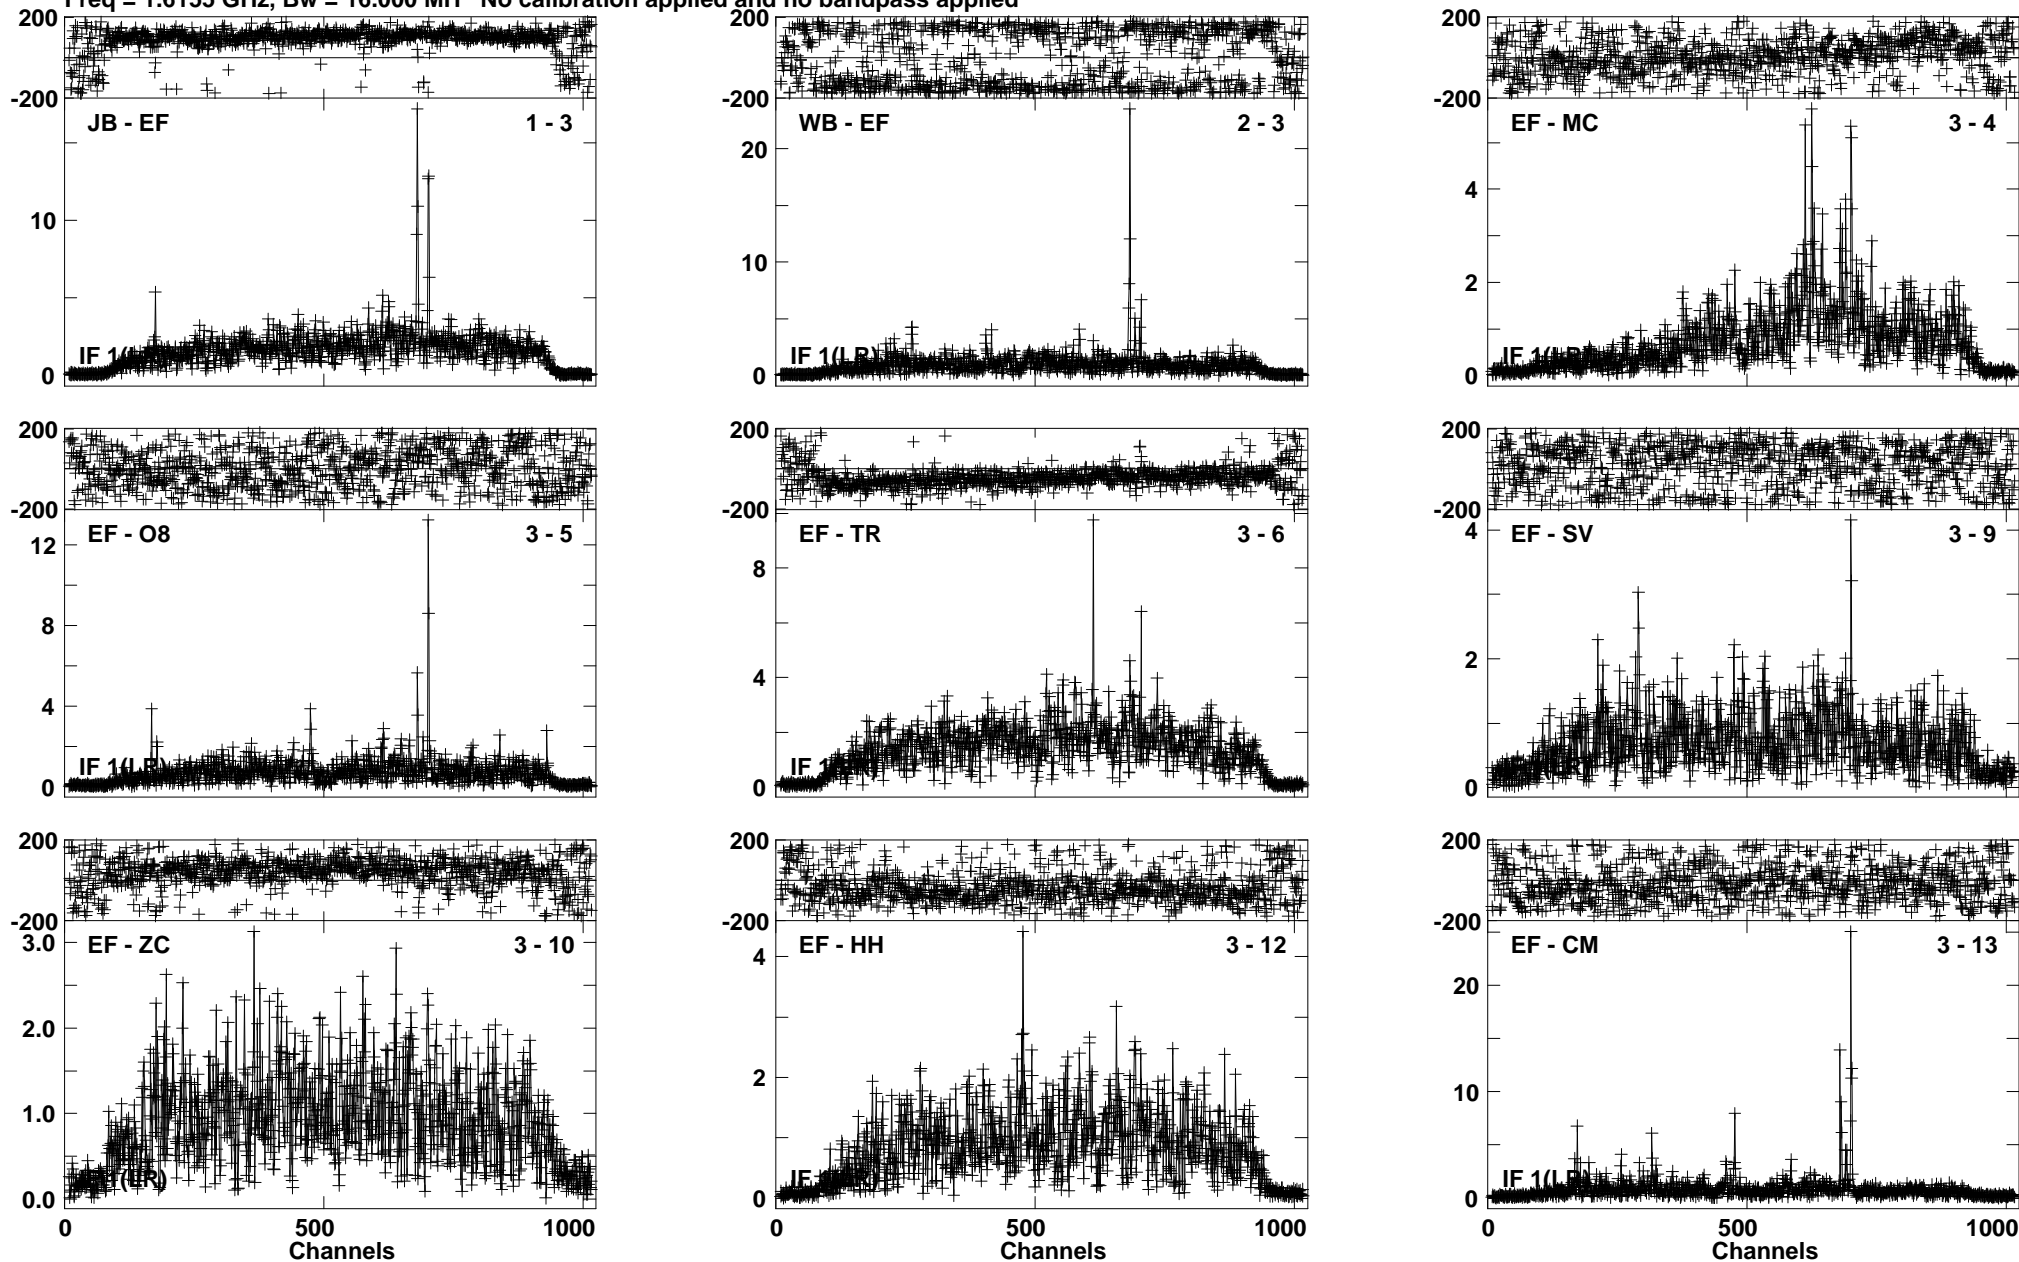 Freq = 1.6155 GHz, Bw = 16.000 MH No calibration applied and no bandpass applied
200 200 200
-200 -200 -200
JB - EF 1 - 3 WB - EF 2 - 3 EF - MC 3 - 4
10 20 4
10 2
IF 1(LR) IF 1(LR) IF 1(LR)
0 0 0
200 200 200
-200 -200 -200
EF - O8 3 - 5 EF - TR 3 - 6 EF - SV 3 - 9
12 8 4
8
4 4 2
IF 1(LR)
0 0 0
200 200 200
-200 -200 -200
3.0 EF - ZC 3 - 10 EF - HH 3 - 12 EF - CM 3 - 13
2.0 4 20
1.0 2 10
IF 1(LR)
0.0 0 0
0 500 1000 0 500 1000 0 500 1000
Channels Channels